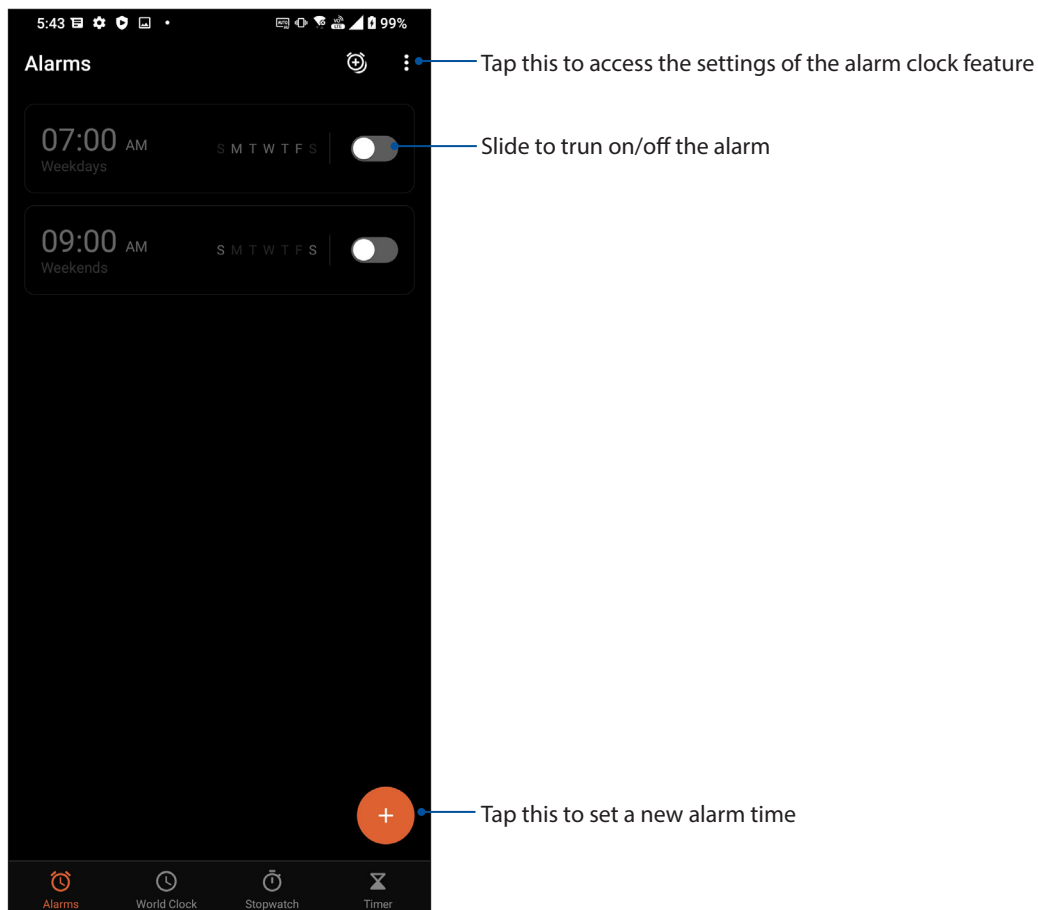 5:43 99%
Alarms
Tap this to access the settings of the alarm clock feature
07:00 AM S M T W T F S
Weekdays
Slide to trun on/off the alarm
09:00 AM S M T W T F S
Weekends
+
Tap this to set a new alarm time
Alarms World Clock Stopwatch Timer